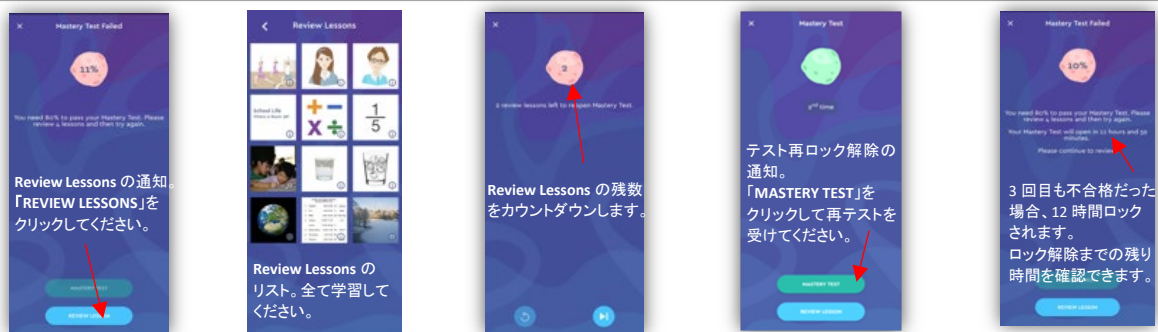 Mastery Test Failed
11%
You need 80% to pass your Mastery Test. Please
review 4 lessons and then try again.
Review Lessons の通知。
「REVIEW LESSONS」を
クリックしてください。
MASTERY TEST
REVIEW LESSON
Review Lessons
School Life
+ −
× ÷
1
5
Review Lessons の
リスト。全て学習して
ください。
2
2 review lessons left to reopen Mastery Test.
Review Lessons の残数
をカウントダウンします。
Mastery Test
2nd time
テスト再ロック解除の
通知。
「MASTERY TEST」を
クリックして再テストを
受けてください。
MASTERY TEST
REVIEW LESSON
Mastery Test Failed
10%
You need 80% to pass your Mastery Test. Please
review 4 lessons and then try again.
Your Mastery Test will open in 11 hours and 59
minutes.
Please continue to review
3 回目も不合格だった
場合、12 時間ロック
されます。
ロック解除までの残り
時間を確認できます。
REVIEW LESSON